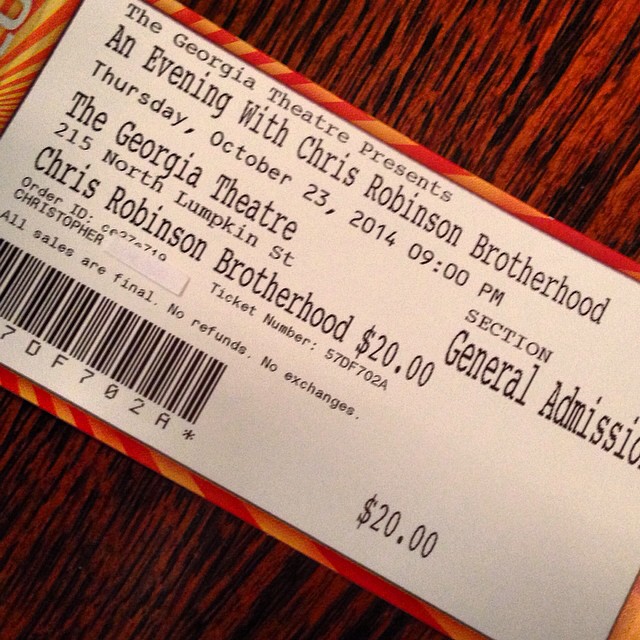 The Georgia Theatre Presents
An Evening With Chris Robinson Brotherhood
Thursday, October 23, 2014 09:00 PM
The Georgia Theatre
215 North Lumpkin St
SECTION
Chris Robinson Brotherhood $20.00
General Admissio
Order ID:
Ticket Number: 57DF702A
CHRISTOPHER
All sales are final. No refunds. No exchanges.
7DF702A*
$20.00